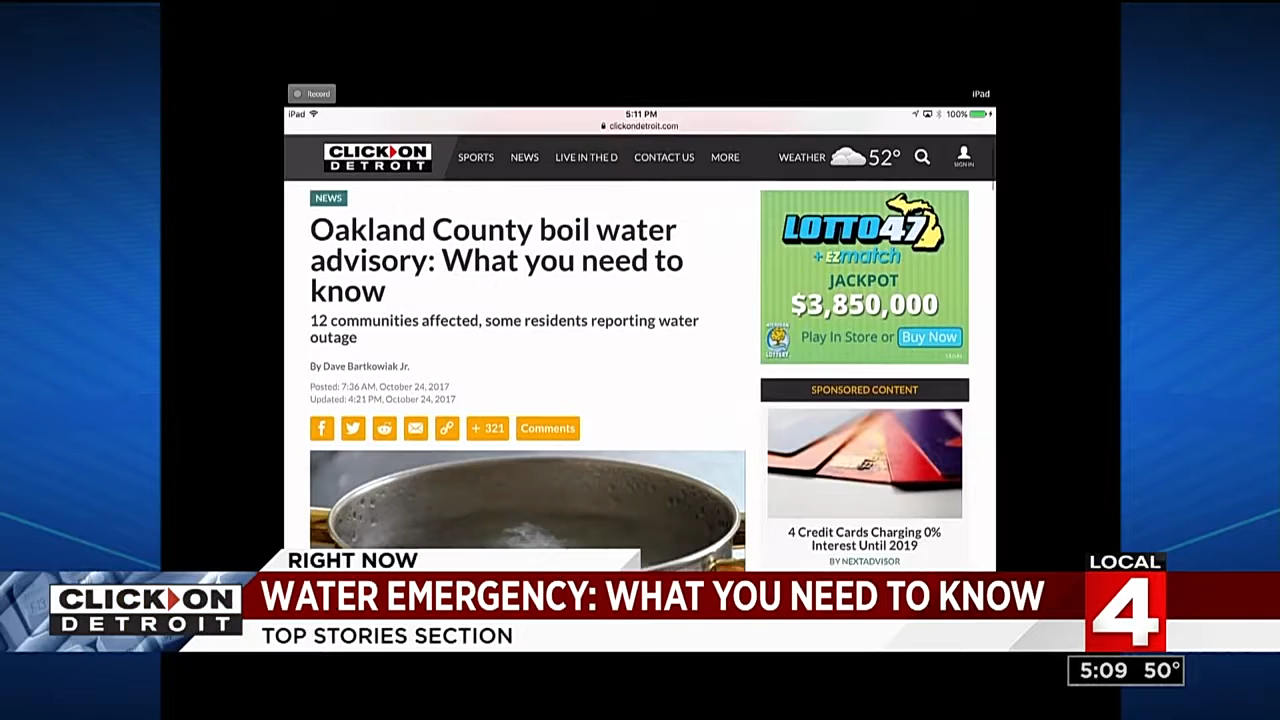 Record
iPad
iPad
5:11 PM
100%
clickondetroit.com
CLICK ON
DETROIT
SPORTS
NEWS
LIVE IN THE D
CONTACT US
MORE
WEATHER
52°
SIGN IN
NEWS
Oakland County boil water
advisory: What you need to
know
12 communities affected, some residents reporting water
outage
By Dave Bartkowiak Jr.
Posted: 7:36 AM, October 24, 2017
Updated: 4:21 PM, October 24, 2017
+ 321
Comments
LOTTO 47
+ EZmatch
JACKPOT
$3,850,000
Play In Store or Buy Now
SPONSORED CONTENT
4 Credit Cards Charging 0%
Interest Until 2019
BY NEXTADVISOR
RIGHT NOW
CLICK ON
DETROIT
WATER EMERGENCY: WHAT YOU NEED TO KNOW
TOP STORIES SECTION
LOCAL
4
5:09 50°